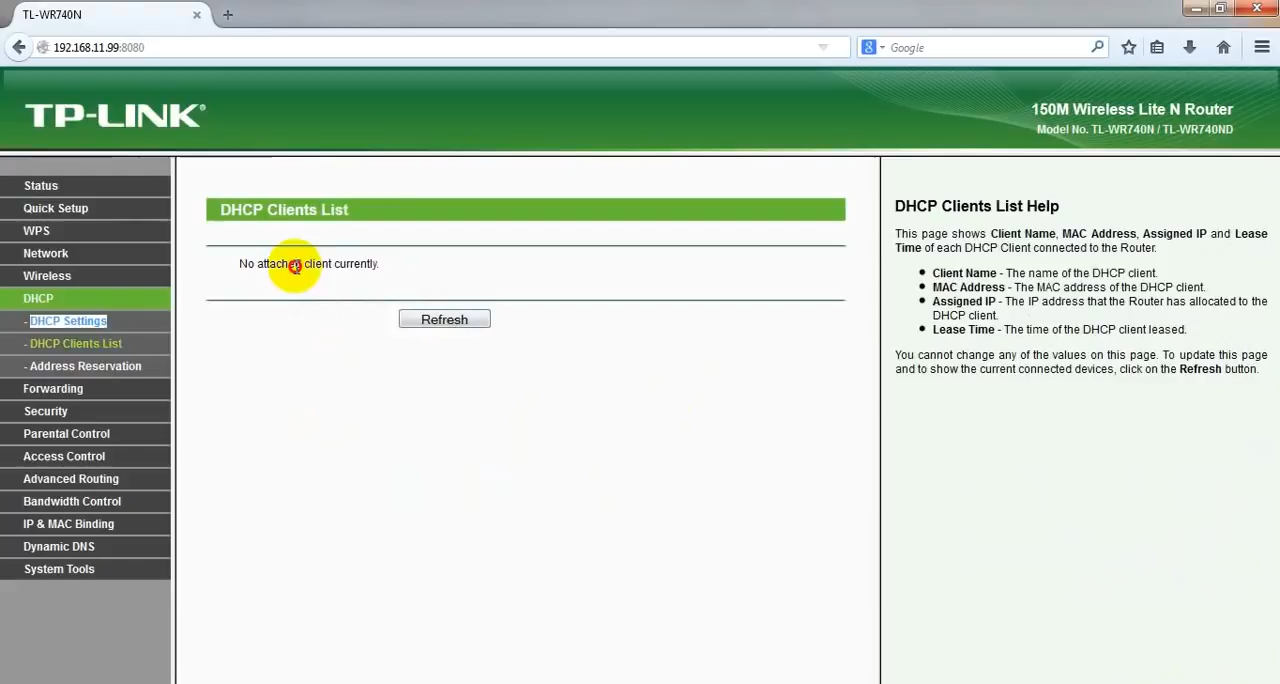 TL-WR740N
192.168.11.99:8080
Google
TP-LINK®
150M Wireless Lite N Router
Model No. TL-WR740N / TL-WR740ND
Status
Quick Setup
WPS
Network
Wireless
DHCP
- DHCP Settings
- DHCP Clients List
- Address Reservation
Forwarding
Security
Parental Control
Access Control
Advanced Routing
Bandwidth Control
IP & MAC Binding
Dynamic DNS
System Tools
DHCP Clients List
No attached client currently.
Refresh
DHCP Clients List Help
This page shows Client Name, MAC Address, Assigned IP and Lease
Time of each DHCP Client connected to the Router.
Client Name - The name of the DHCP client.
MAC Address - The MAC address of the DHCP client.
Assigned IP - The IP address that the Router has allocated to the
DHCP client.
Lease Time - The time of the DHCP client leased.
You cannot change any of the values on this page. To update this page
and to show the current connected devices, click on the Refresh button.